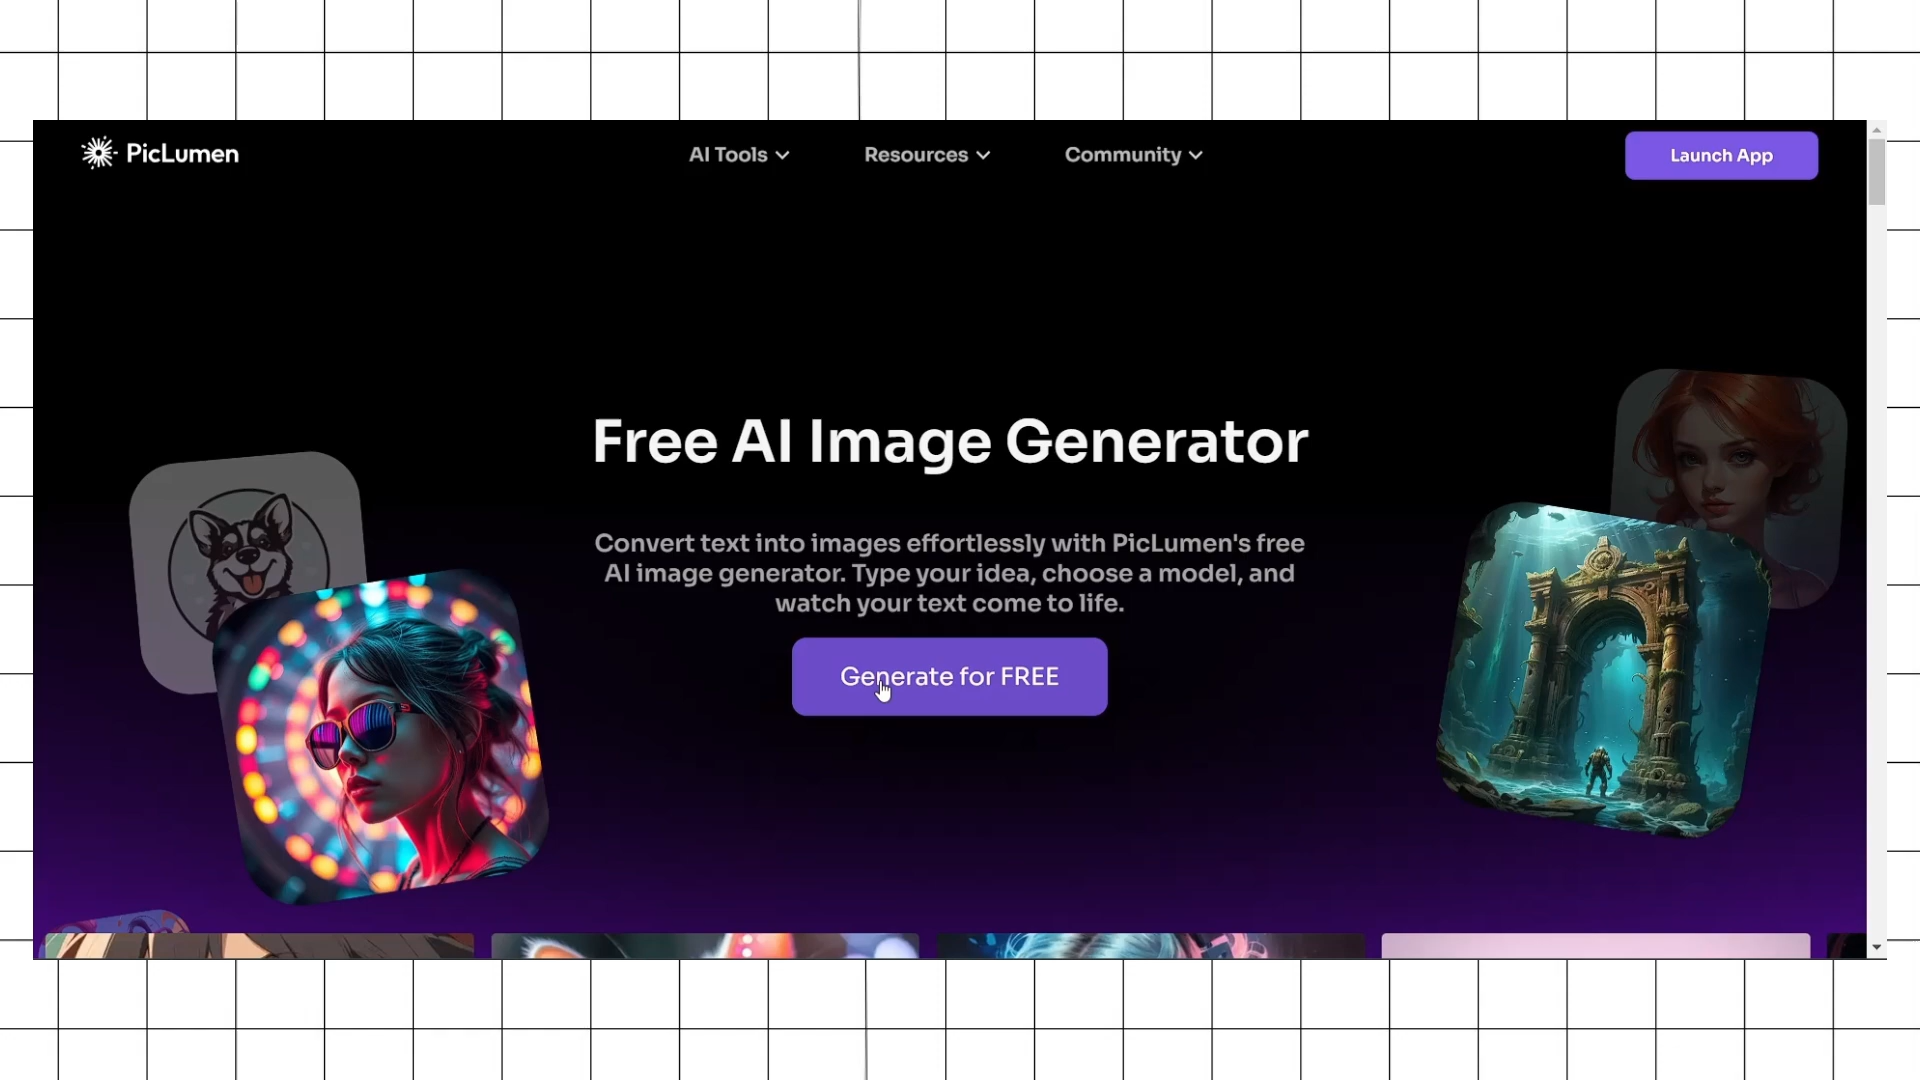 PicLumen
AI Tools
Resources
Community
Launch App
Free AI Image Generator
Convert text into images effortlessly with PicLumen's free
AI image generator. Type your idea, choose a model, and
watch your text come to life.
Generate for FREE